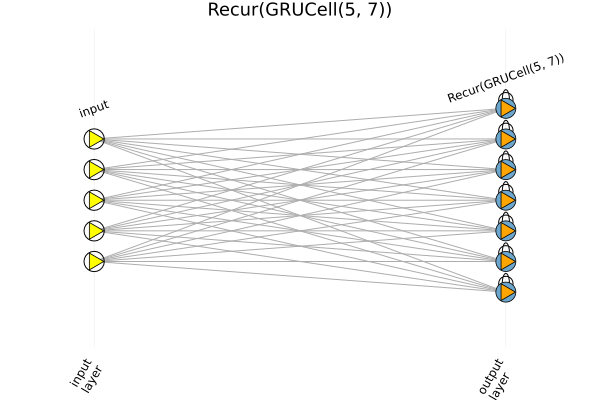 Recur(GRUCell(5, 7))
Recur(GRUCell(5, 7))
input
input
layer
output
layer